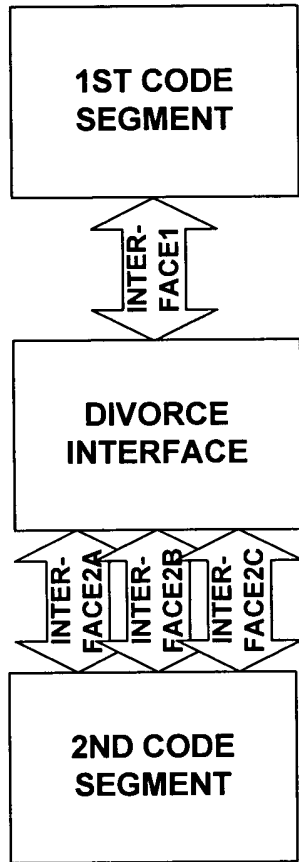 1ST CODE
SEGMENT
INTER-
FACE1
DIVORCE
INTERFACE
INTER-
FACE2A
INTER-
FACE2B
INTER-
FACE2C
2ND CODE
SEGMENT